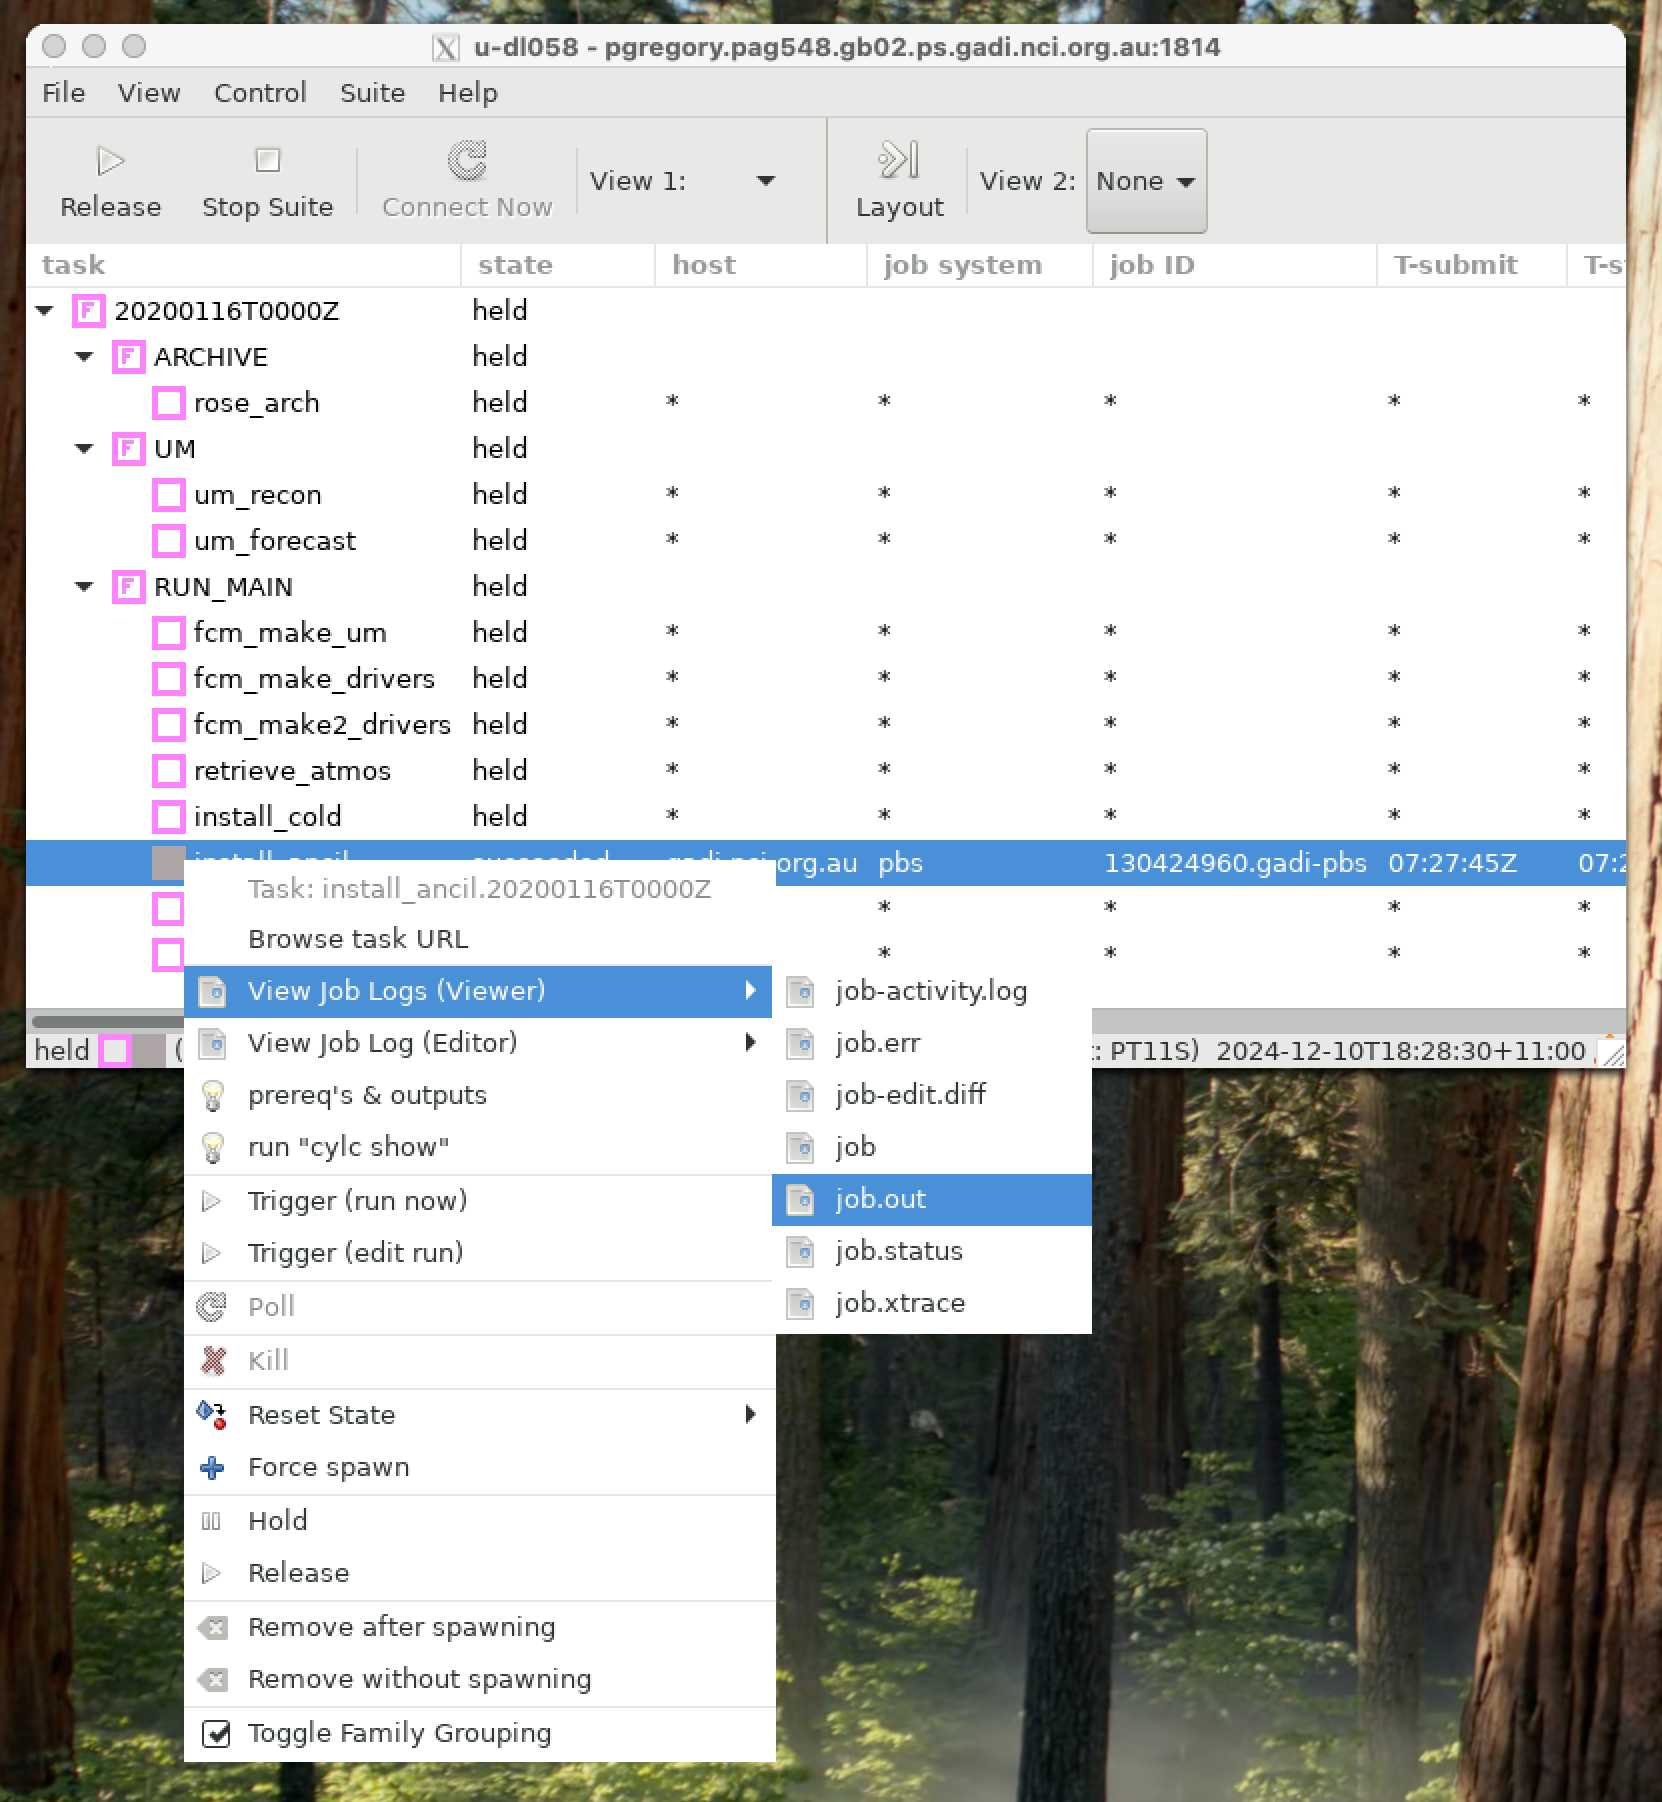 u-dl058 - pgregory.pag548.gb02.ps.gadi.nci.org.au:1814
File View Control Suite Help
Release Stop Suite Connect Now View 1: Layout View 2: None
task state host job system job ID T-submit T-s
F 20200116T0000Z held
F ARCHIVE held
rose_arch held * * * * *
F UM held
um_recon held * * * * *
um_forecast held * * * * *
F RUN_MAIN held
fcm_make_um held * * * * *
fcm_make_drivers held * * * * *
fcm_make2_drivers held * * * * *
retrieve_atmos held * * * * *
install_cold held * * * * *
install_ancil succeeded gadi.nci.org.au pbs 130424960.gadi-pbs 07:27:45Z 07:2
* * * *
* * * *
held ( : PT11S) 2024-12-10T18:28:30+11:00
Task: install_ancil.20200116T0000Z
Browse task URL
View Job Logs (Viewer)
View Job Log (Editor)
prereq's & outputs
run "cylc show"
Trigger (run now)
Trigger (edit run)
Poll
Kill
Reset State
Force spawn
Hold
Release
Remove after spawning
Remove without spawning
Toggle Family Grouping
job-activity.log
job.err
job-edit.diff
job
job.out
job.status
job.xtrace